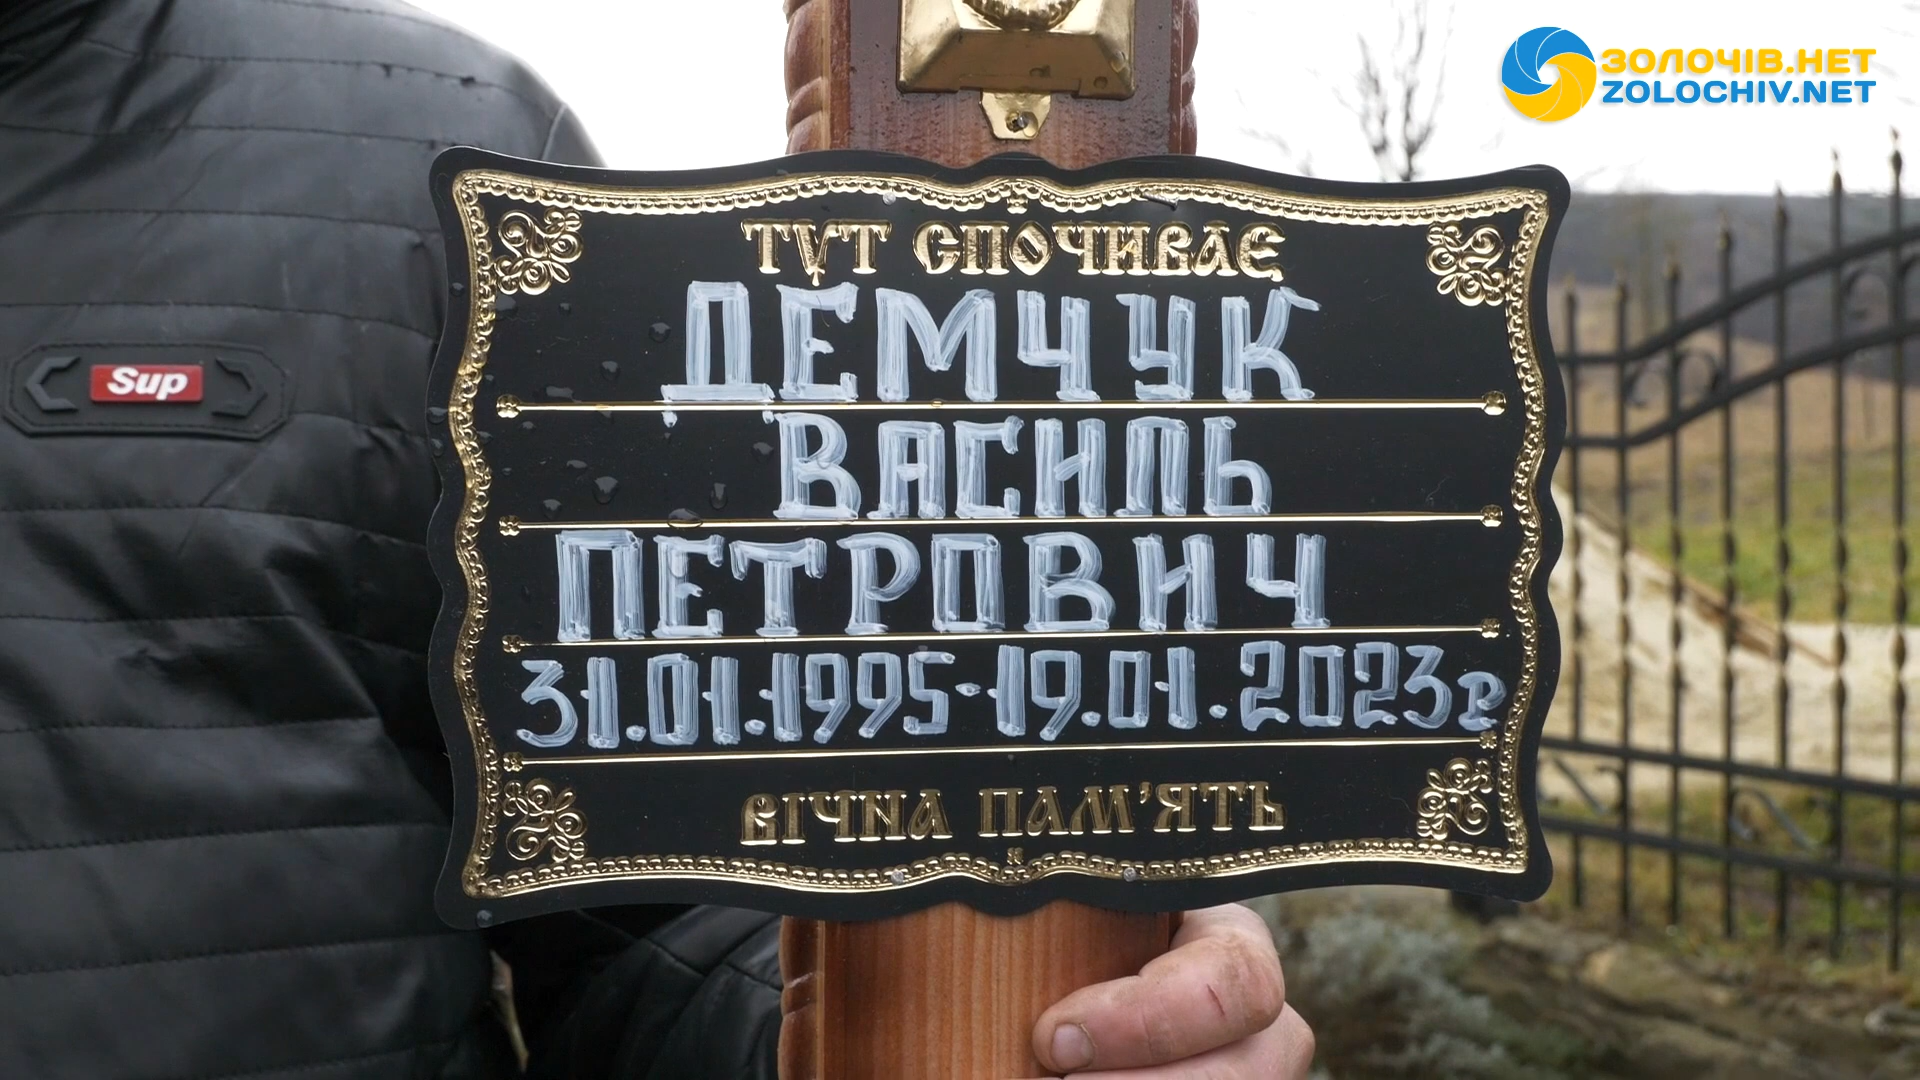 ЗОЛОЧІВ.НЕТ
ZOLOCHIV.NET
Sup
ТУТ СПОЧИВАЄ
ДЕМЧУК
ВАСИЛЬ
ПЕТРОВИЧ
31.01.1995-19.01.2023р
ВІЧНА ПАМ'ЯТЬ